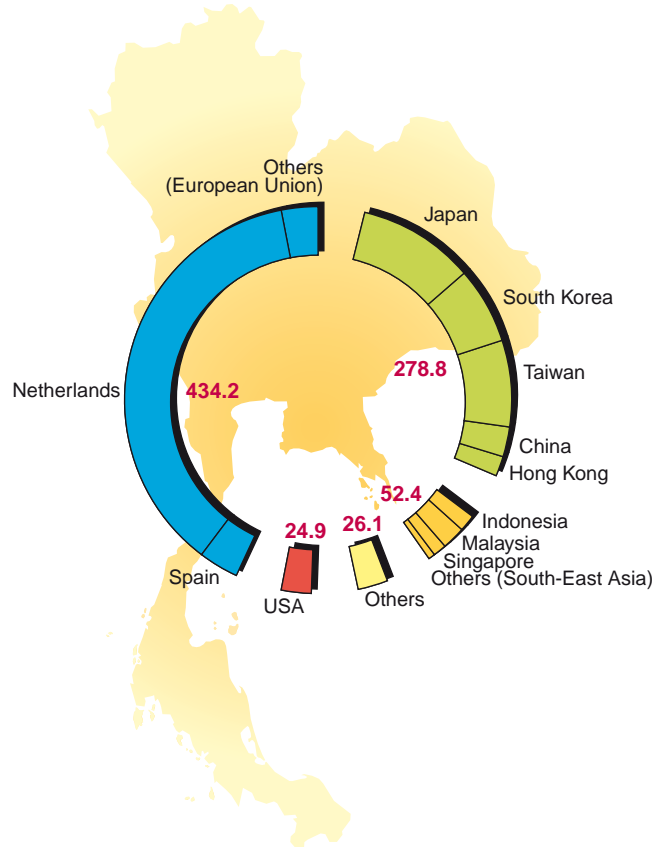 Others
(European Union)
Japan
South Korea
278.8
Taiwan
Netherlands
434.2
China
Hong Kong
52.4
Indonesia
24.9
26.1
Malaysia
Singapore
Others (South-East Asia)
Spain
USA
Others